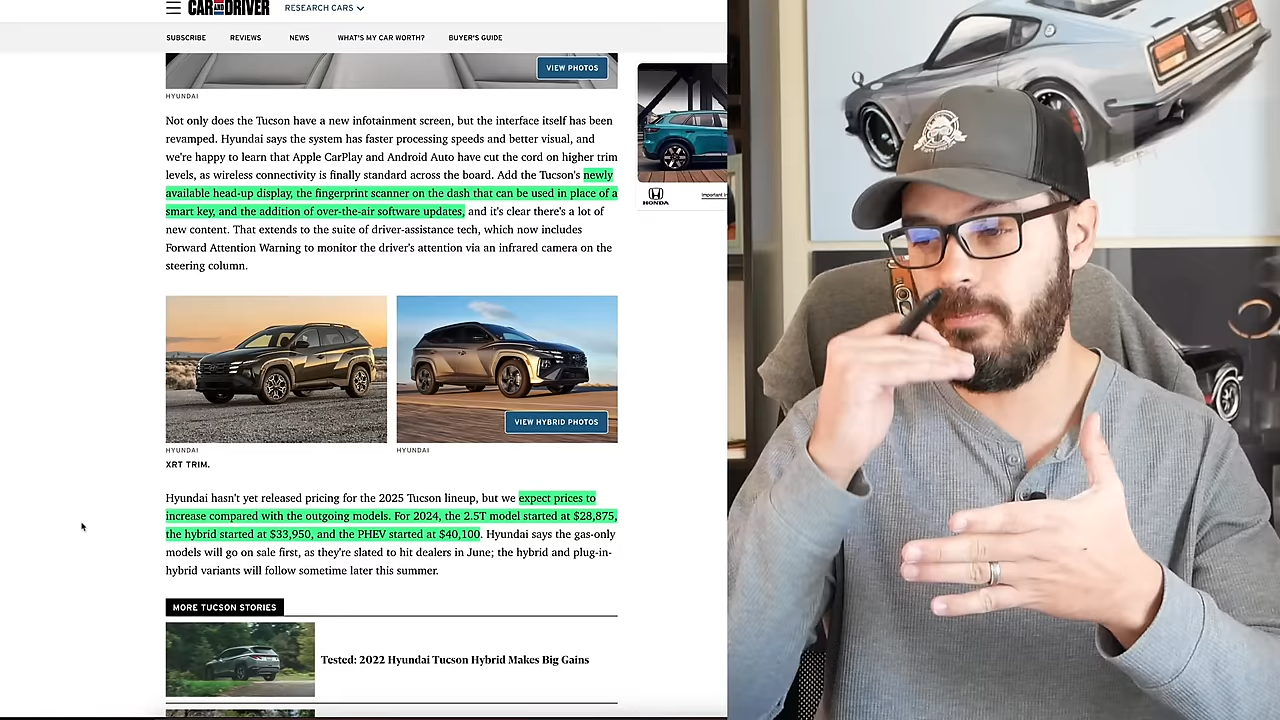 CAR AND DRIVER
RESEARCH CARS
SUBSCRIBE
REVIEWS
NEWS
WHAT'S MY CAR WORTH?
BUYER'S GUIDE
VIEW PHOTOS
HYUNDAI
Not only does the Tucson have a new infotainment screen, but the interface itself has been
revamped. Hyundai says the system has faster processing speeds and better visual, and
we're happy to learn that Apple CarPlay and Android Auto have cut the cord on higher trim
levels, as wireless connectivity is finally standard across the board. Add the Tucson's newly
available head-up display, the fingerprint scanner on the dash that can be used in place of a
smart key, and the addition of over-the-air software updates, and it's clear there's a lot of
new content. That extends to the suite of driver-assistance tech, which now includes
Forward Attention Warning to monitor the driver's attention via an infrared camera on the
steering column.
HONDA
Important
VIEW HYBRID PHOTOS
HYUNDAI
HYUNDAI
XRT TRIM.
Hyundai hasn't yet released pricing for the 2025 Tucson lineup, but we expect prices to
increase compared with the outgoing models. For 2024, the 2.5T model started at $28,875,
the hybrid started at $33,950, and the PHEV started at $40,100. Hyundai says the gas-only
models will go on sale first, as they're slated to hit dealers in June; the hybrid and plug-in-
hybrid variants will follow sometime later this summer.
MORE TUCSON STORIES
Tested: 2022 Hyundai Tucson Hybrid Makes Big Gains